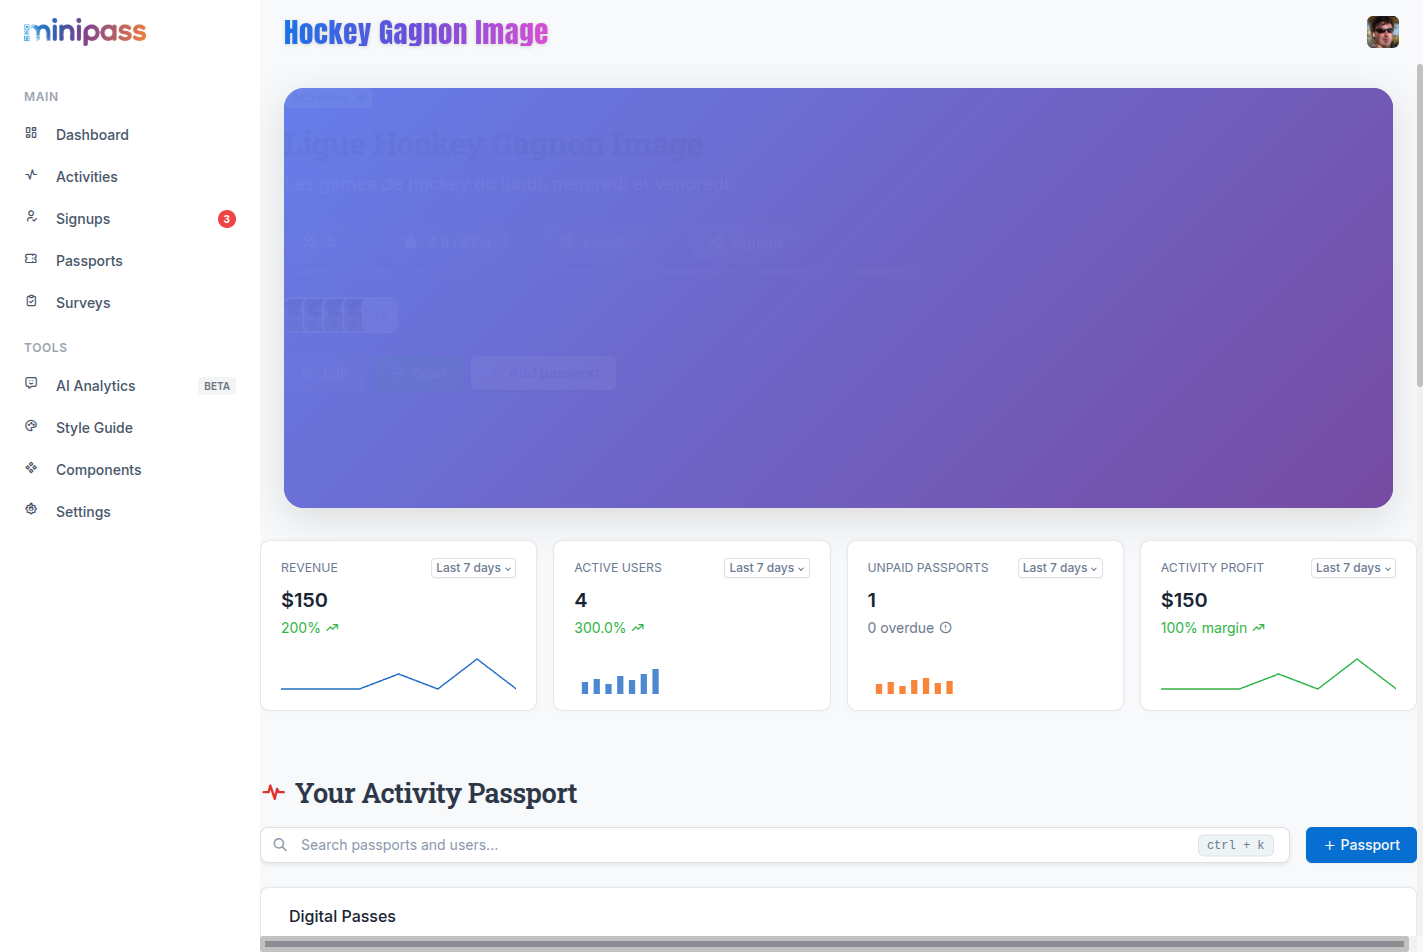 minipass
Hockey Gagnon Image
MAIN
Dashboard
Activities
Signups 3
Passports
Surveys
TOOLS
AI Analytics BETA
Style Guide
Components
Settings
Ligue Hockey Gagnon Image
Les games de hockey du lundi, mercredi et vendredi.
5 4.8 rating Location signups
+5
Edit Scan Add passport
REVENUE Last 7 days
$150
200%
ACTIVE USERS Last 7 days
4
300.0%
UNPAID PASSPORTS Last 7 days
1
0 overdue
ACTIVITY PROFIT Last 7 days
$150
100% margin
Your Activity Passport
Search passports and users... ctrl + k
+ Passport
Digital Passes